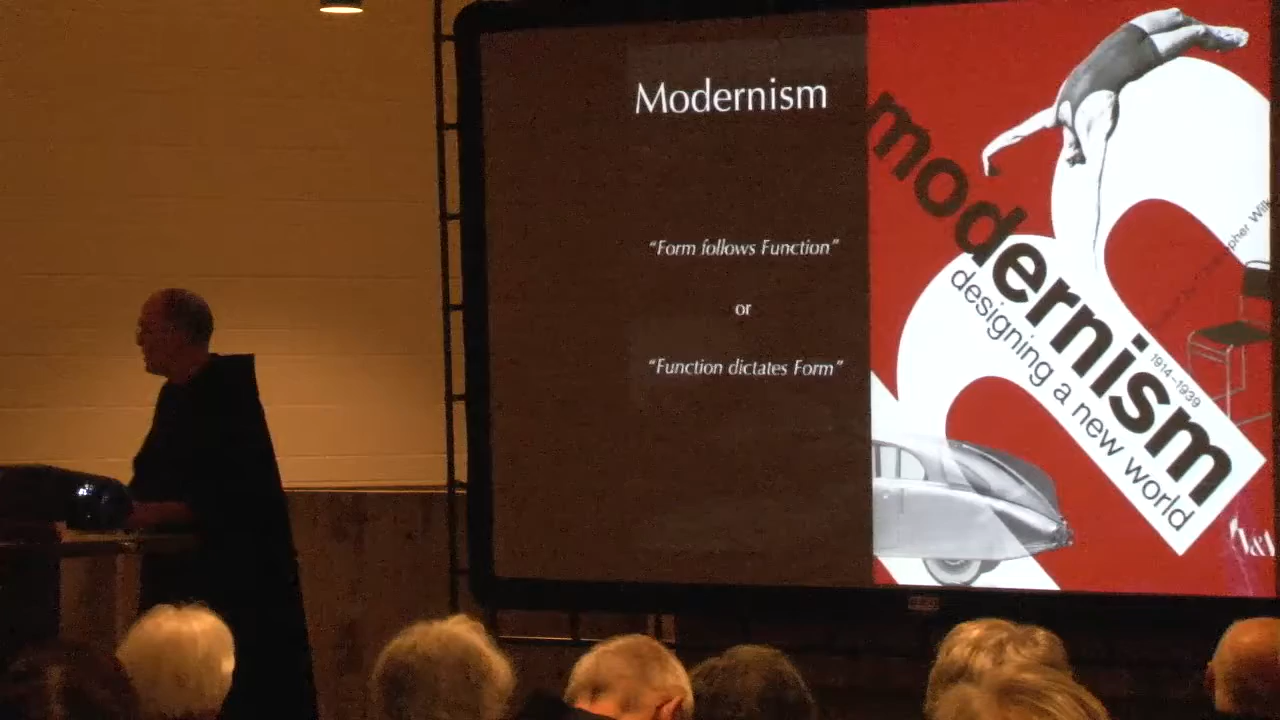 Modernism
“Form follows Function”
or
“Function dictates Form”
modernism
1914–1939
designing a new world